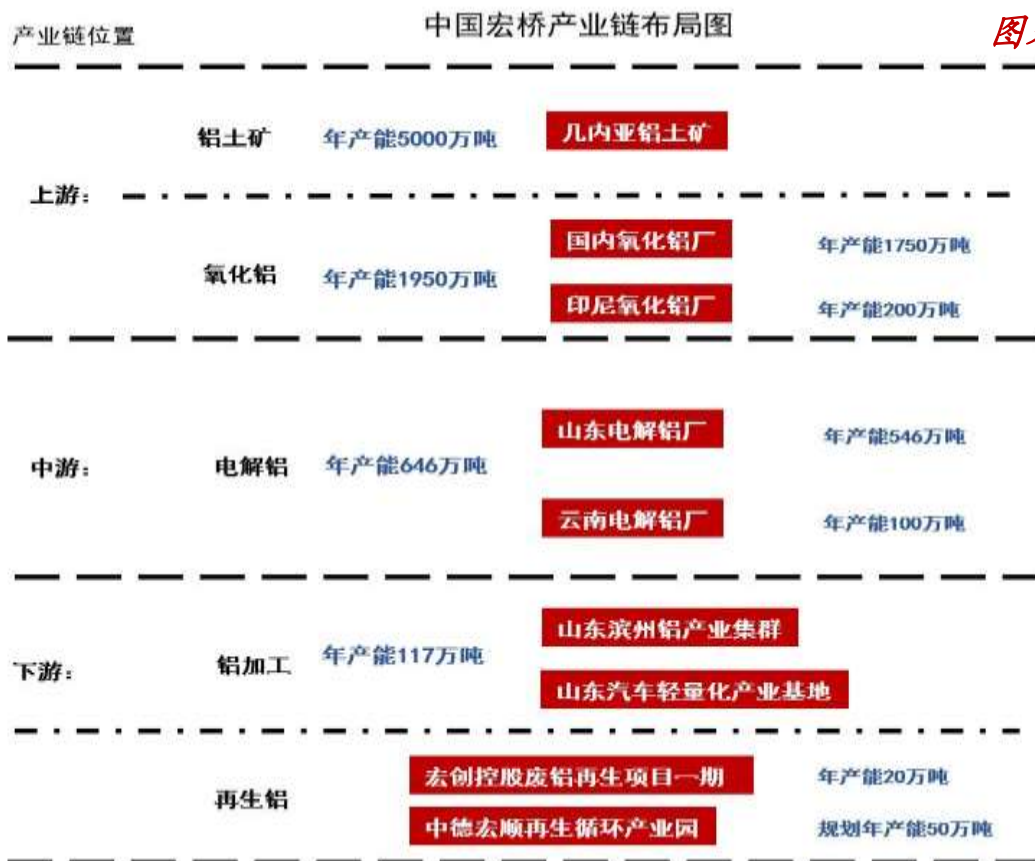 中国宏桥产业链布局图
图
产业链位置
铝土矿 年产能5000万吨 几内亚铝土矿
上游：
国内氧化铝厂 年产能1750万吨
氧化铝 年产能1950万吨
印尼氧化铝厂 年产能200万吨
山东电解铝厂 年产能546万吨
中游： 电解铝 年产能646万吨
云南电解铝厂 年产能100万吨
山东滨州铝产业集群
下游： 铝加工 年产能117万吨
山东汽车轻量化产业基地
宏创控股废铝再生项目一期 年产能20万吨
再生铝
中德宏顺再生循环产业园 规划年产能50万吨